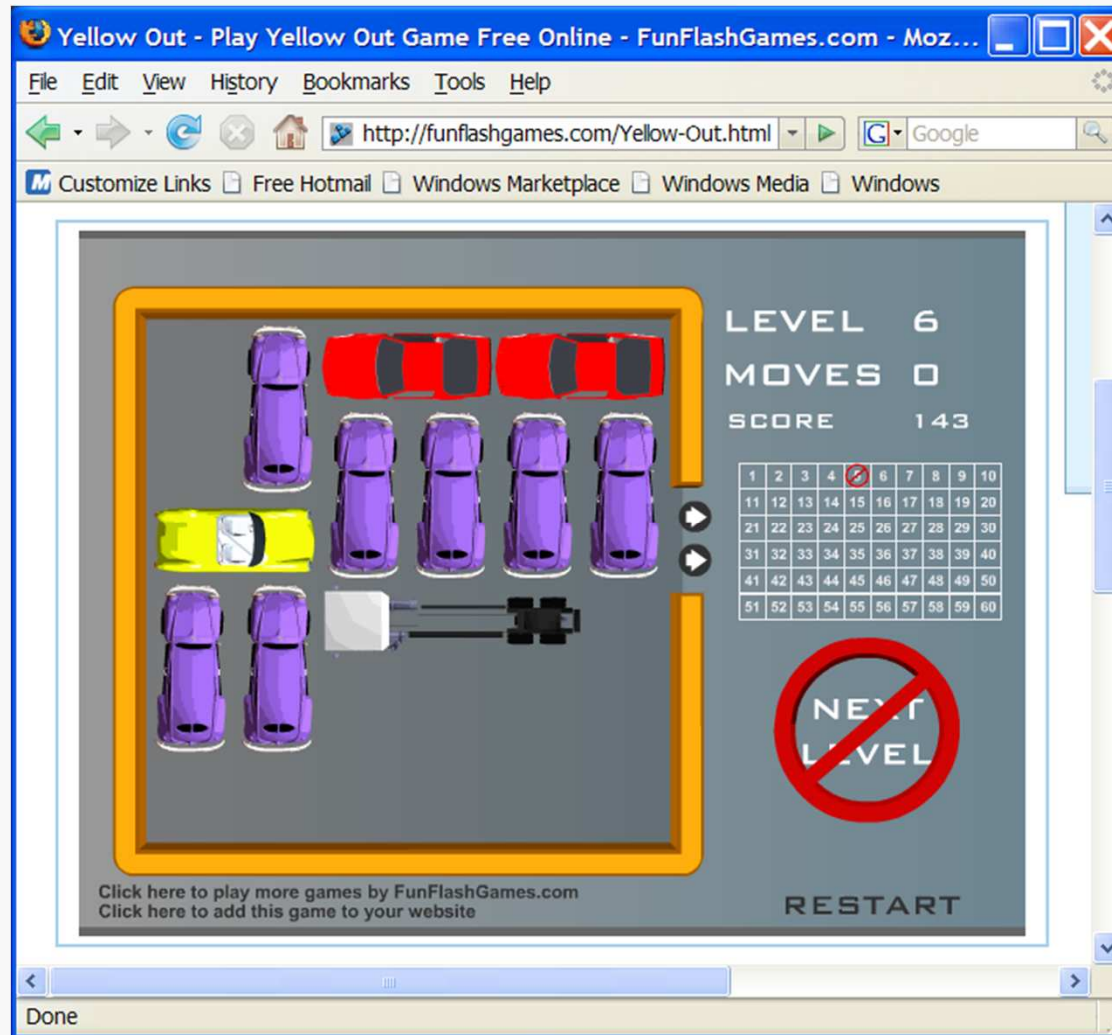 Yellow Out - Play Yellow Out Game Free Online - FunFlashGames.com - Moz...
File Edit View History Bookmarks Tools Help
http://funflashgames.com/Yellow-Out.html G Google
M Customize Links Free Hotmail Windows Marketplace Windows Media Windows
LEVEL 6
MOVES 0
SCORE 143
1 2 3 4 5 6 7 8 9 10
11 12 13 14 15 16 17 18 19 20
21 22 23 24 25 26 27 28 29 30
31 32 33 34 35 36 37 38 39 40
41 42 43 44 45 46 47 48 49 50
51 52 53 54 55 56 57 58 59 60
NEXT
LEVEL
Click here to play more games by FunFlashGames.com
Click here to add this game to your website
RESTART
Done